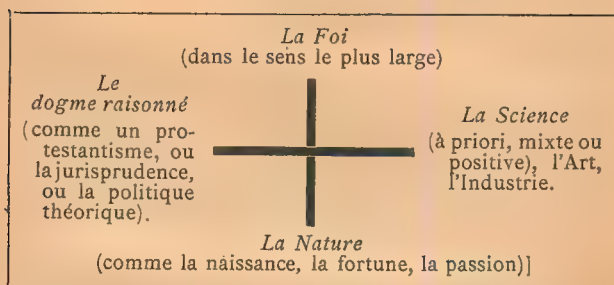 La Foi
(dans le sens le plus large)
Le
dogme raisonné
(comme un pro-
testantisme, ou
la jurisprudence,
ou la politique
théorique).
La Science
(à priori, mixte ou
positive), l'Art,
l'Industrie.
La Nature
(comme la naissance, la fortune, la passion)]